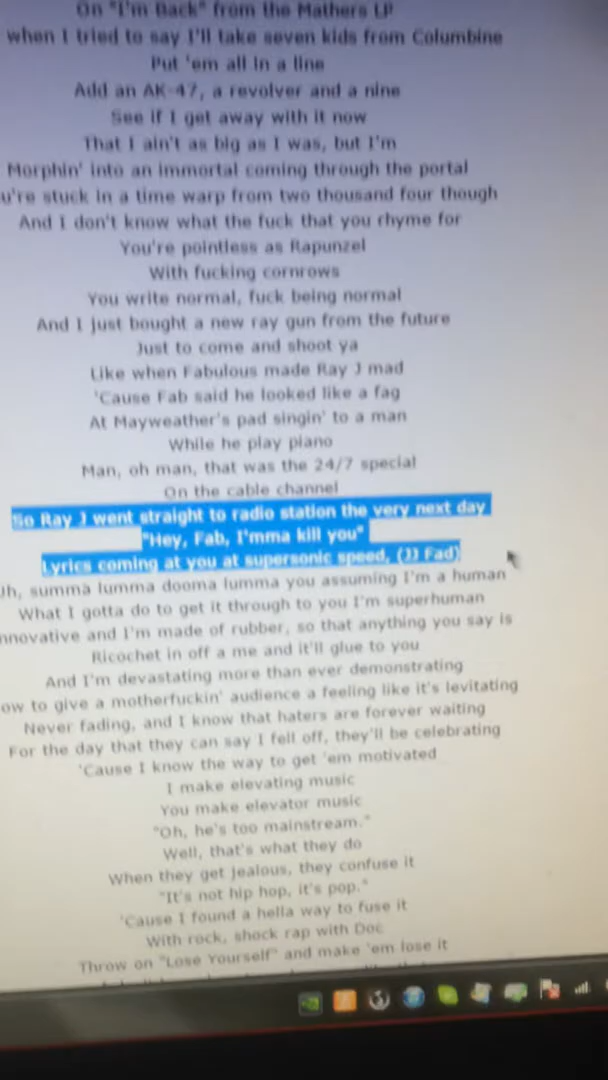 On "I'm Back" from the Mathers LP
when I tried to say I'll take seven kids from Columbine
Put 'em all in a line
Add an AK-47, a revolver and a nine
See if I get away with it now
That I ain't as big as I was, but I'm
Morphin' into an immortal coming through the portal
u're stuck in a time warp from two thousand four though
And I don't know what the fuck that you rhyme for
You're pointless as Rapunzel
With fucking cornrows
You write normal, fuck being normal
And I just bought a new ray gun from the future
Just to come and shoot ya
Like when Fabulous made Ray J mad
'Cause Fab said he looked like a fag
At Mayweather's pad singin' to a man
While he play piano
Man, oh man, that was the 24/7 special
On the cable channel
So Ray J went straight to radio station the very next day
"Hey, Fab, I'mma kill you"
Lyrics coming at you at supersonic speed, (JJ Fad)
Uh, summa lumma dooma lumma you assuming I'm a human
What I gotta do to get it through to you I'm superhuman
nnovative and I'm made of rubber, so that anything you say is
Ricochet in off a me and it'll glue to you
And I'm devastating more than ever demonstrating
ow to give a motherfuckin' audience a feeling like it's levitating
Never fading, and I know that haters are forever waiting
For the day that they can say I fell off, they'll be celebrating
'Cause I know the way to get 'em motivated
I make elevating music
You make elevator music
"Oh, he's too mainstream."
Well, that's what they do
When they get jealous, they confuse it
"It's not hip hop, it's pop."
'Cause I found a hella way to fuse it
With rock, shock rap with Doc
Throw on "Lose Yourself" and make 'em lose it